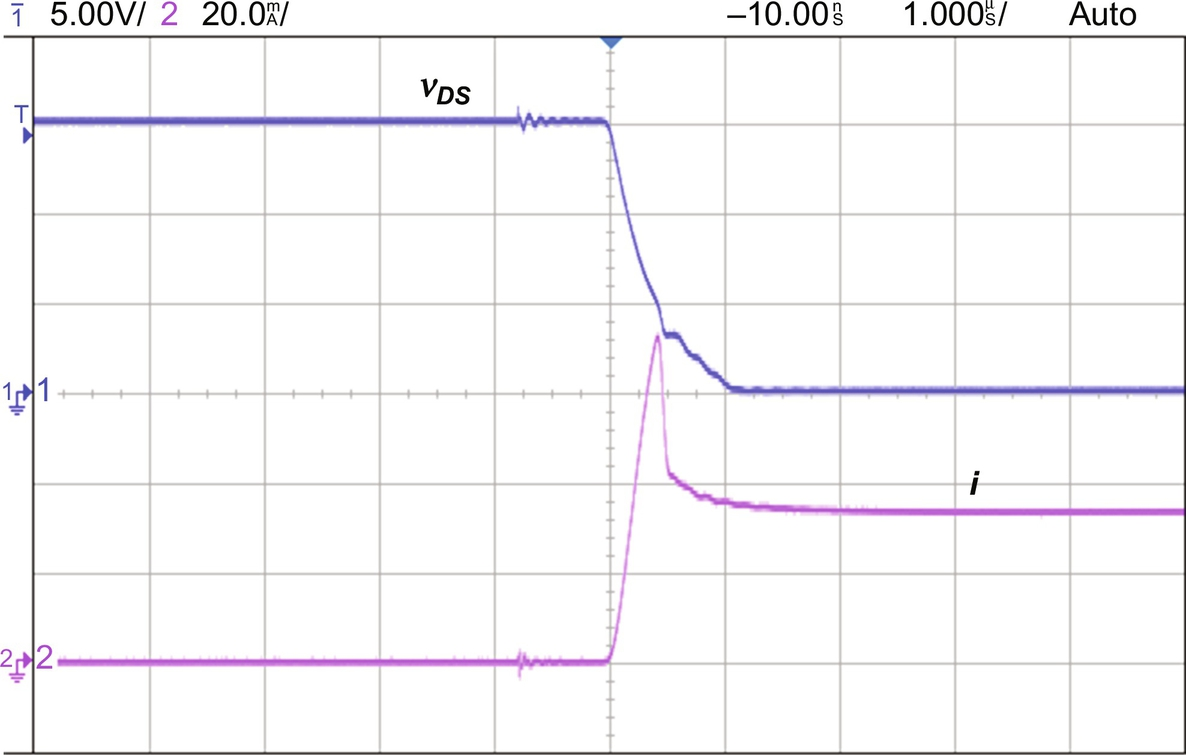 1 5.00V/ 2 20.0mA/ –10.00ns 1.000μs/ Auto
vDS
T
1 1
i
2 2